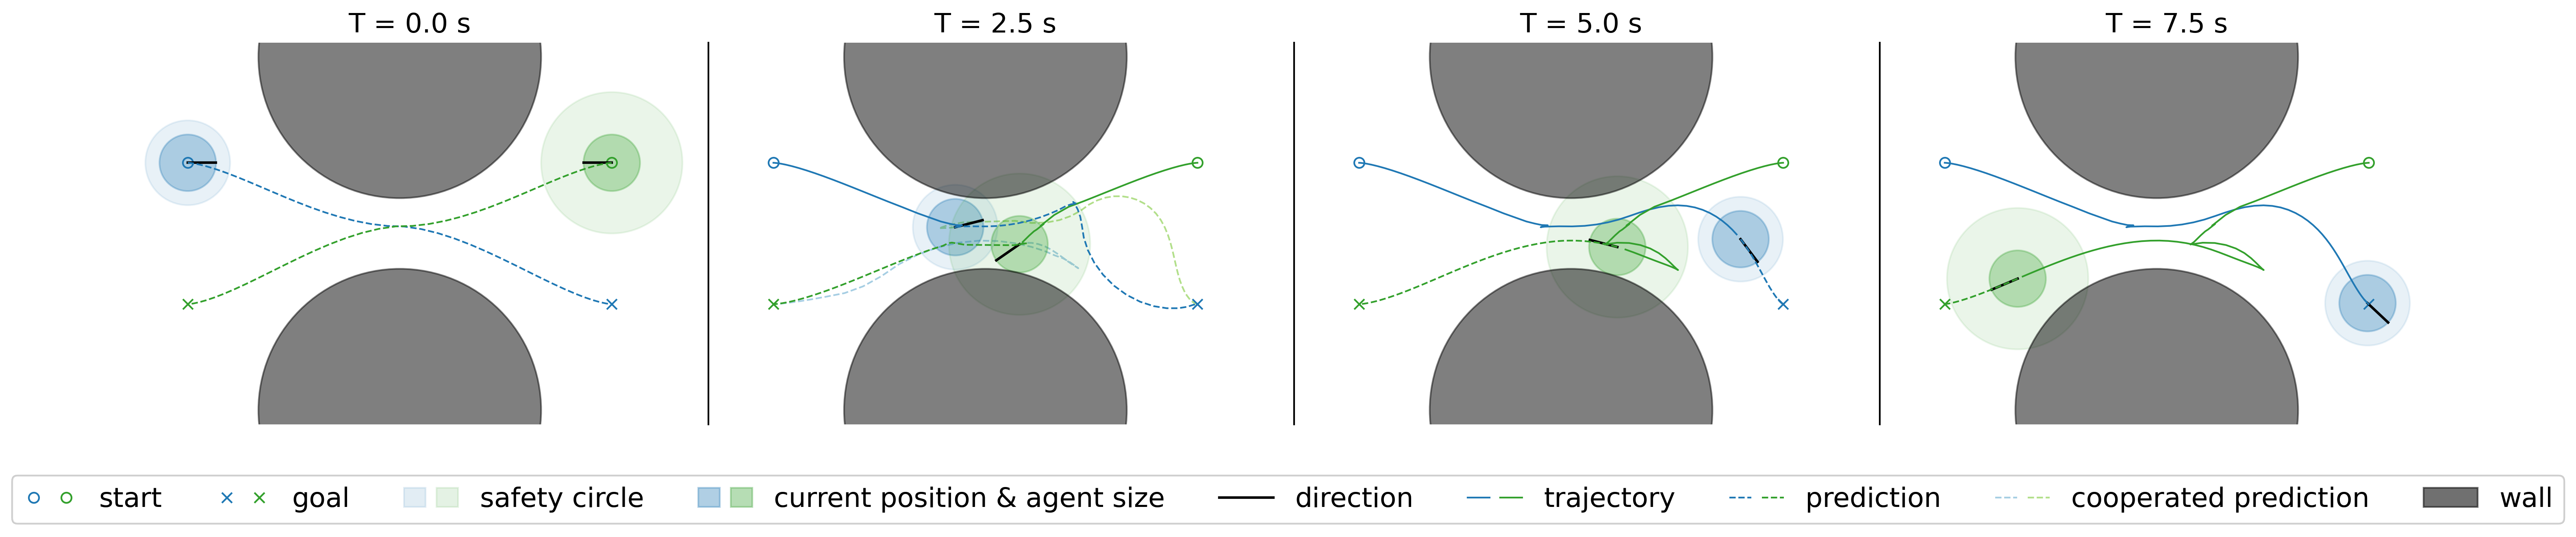 T = 0.0 s
T = 2.5 s
T = 5.0 s
T = 7.5 s
start goal safety circle current position & agent size direction trajectory prediction cooperated prediction wall